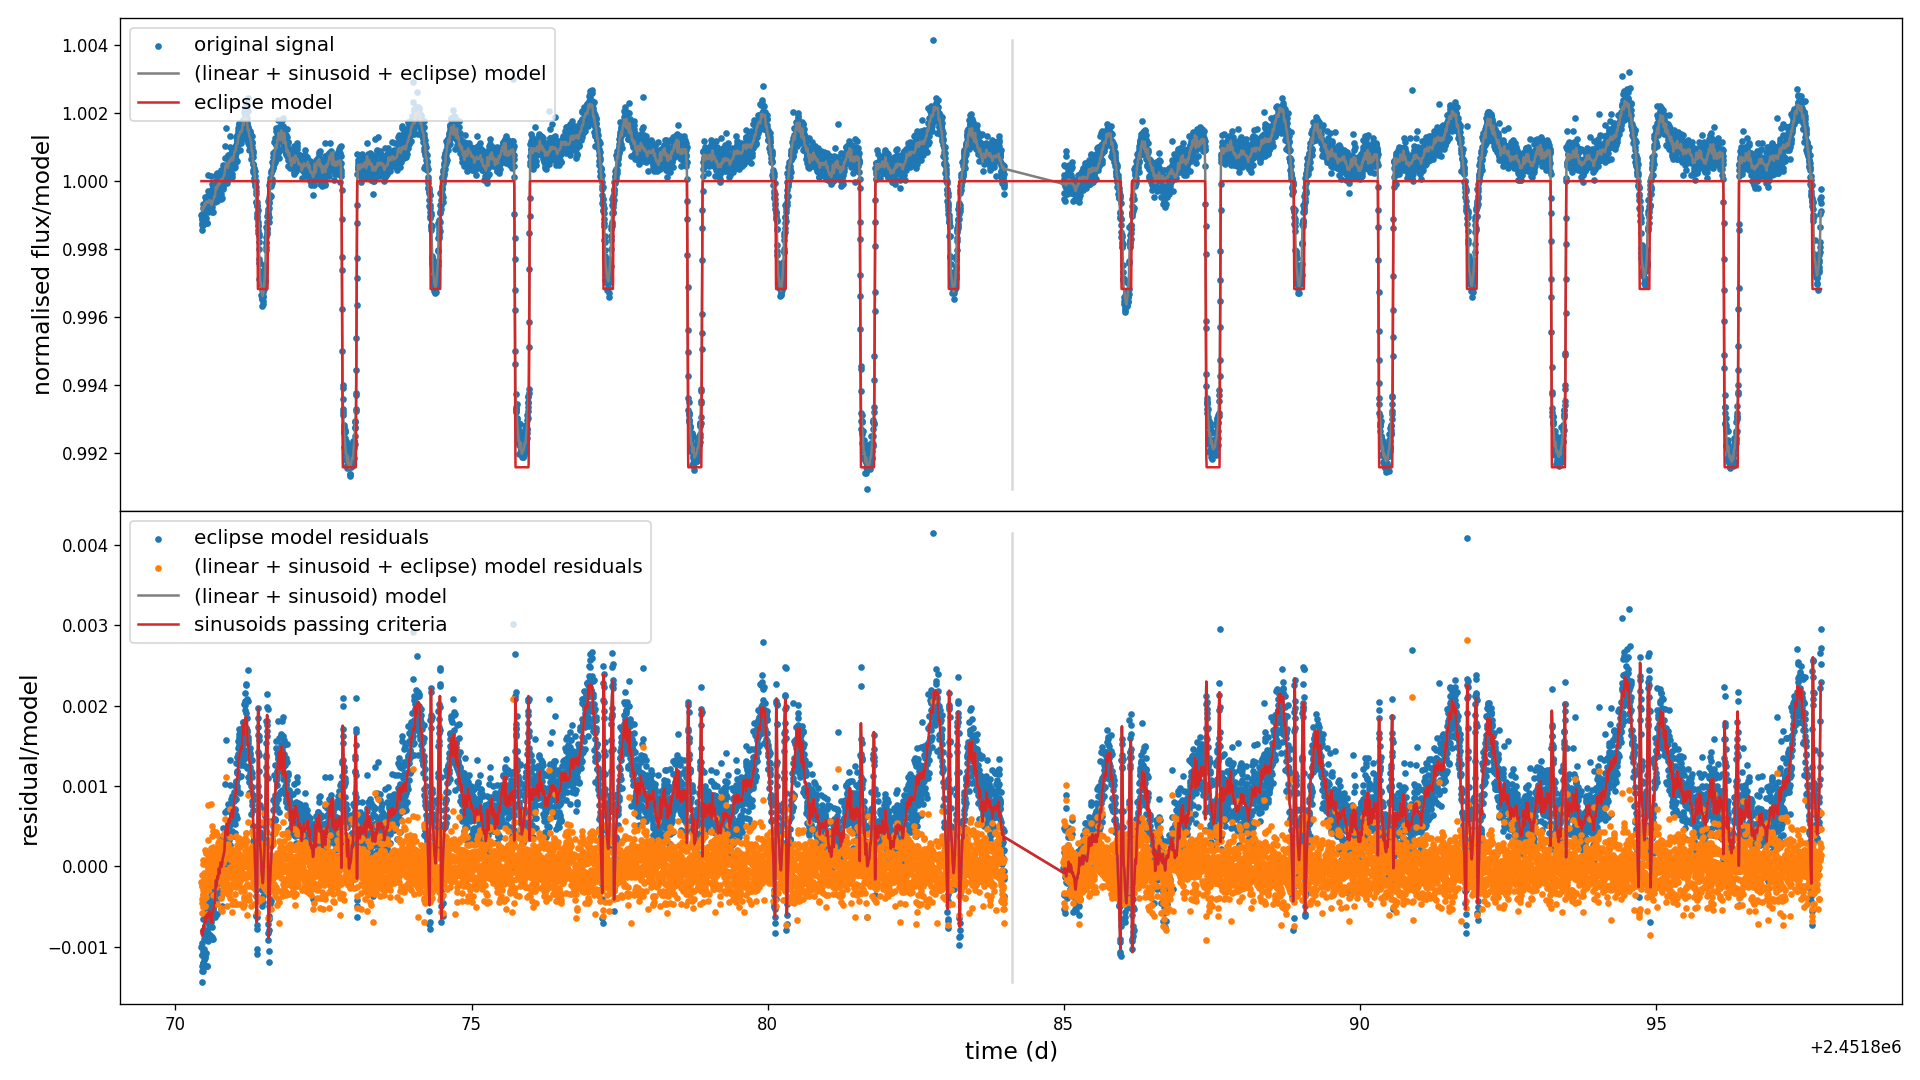 original signal
(linear + sinusoid + eclipse) model
eclipse model
normalised flux/model
1.004
1.002
1.000
0.998
0.996
0.994
0.992
eclipse model residuals
(linear + sinusoid + eclipse) model residuals
(linear + sinusoid) model
sinusoids passing criteria
residual/model
0.004
0.003
0.002
0.001
0.000
−0.001
70
75
80
85
90
95
time (d)
+2.4518e6